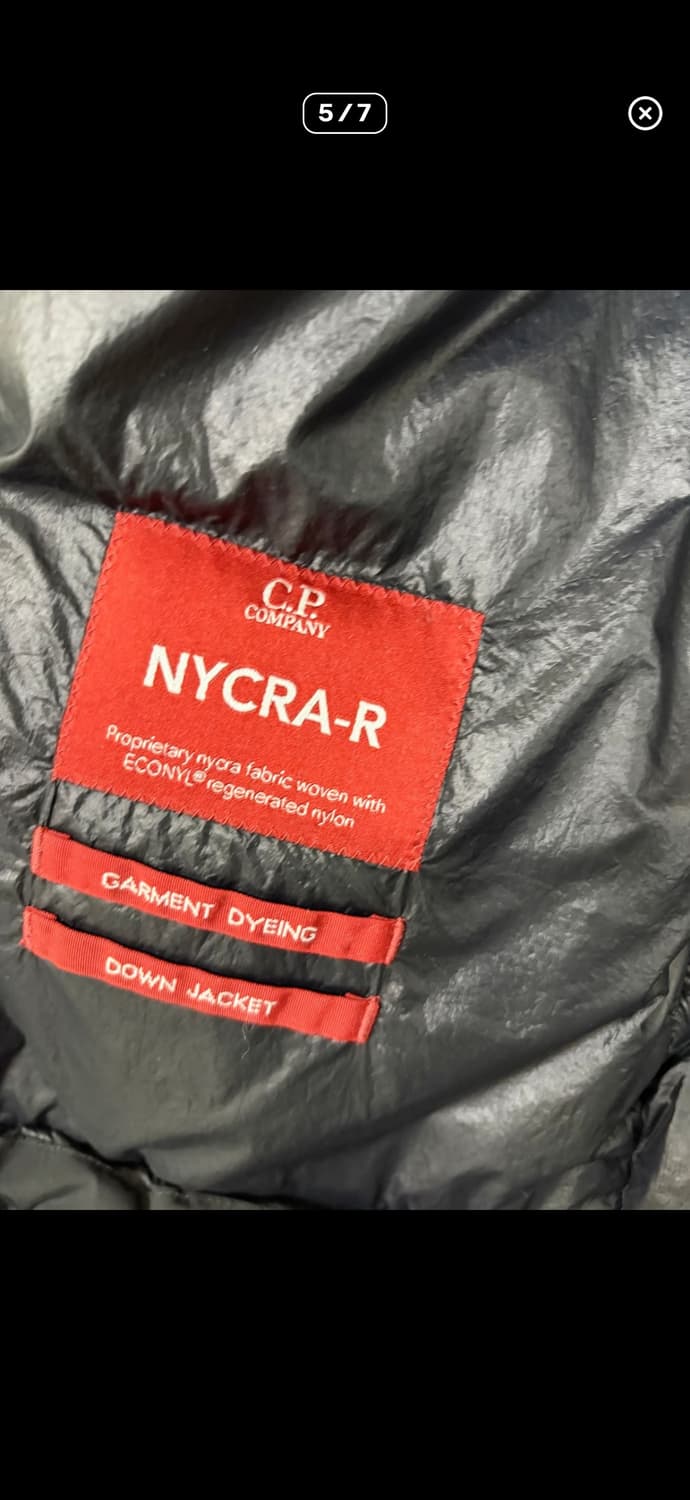 5/7
C.P.
COMPANY
NYCRA-R
Proprietary nycra fabric woven with
ECONYL® regenerated nylon
GARMENT DYEING
DOWN JACKET